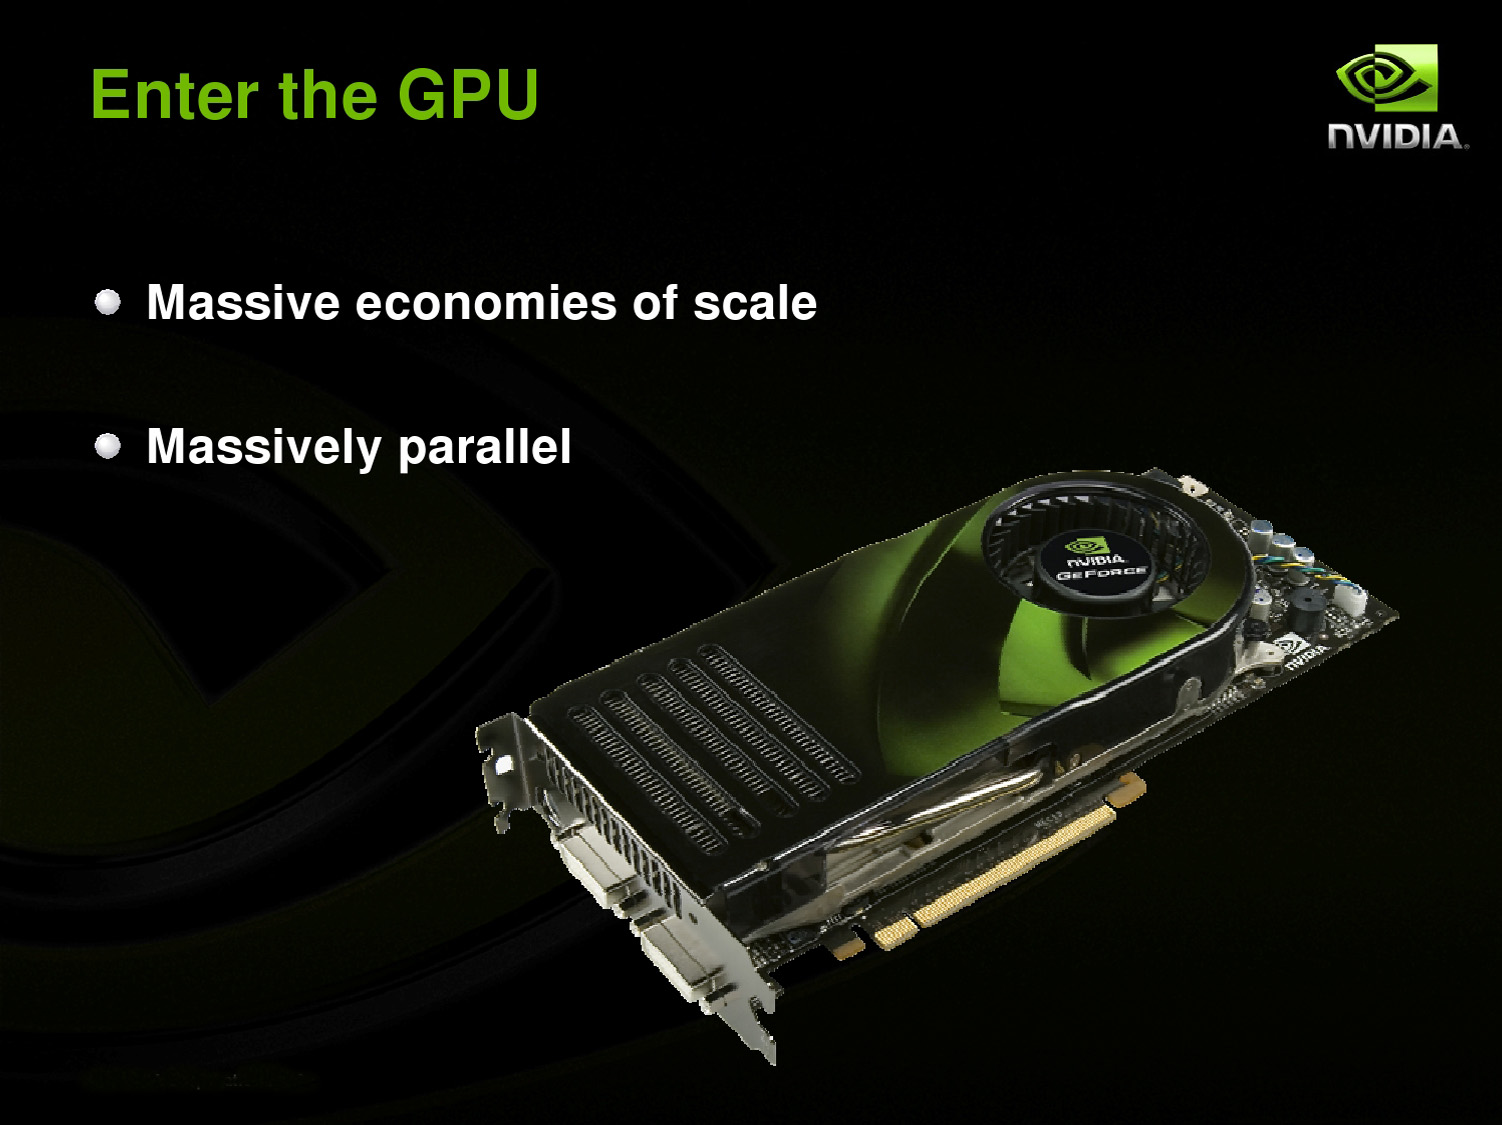 Enter the GPU
NVIDIA
Massive economies of scale
Massively parallel
NVIDIA
GEFORCE
NVIDIA